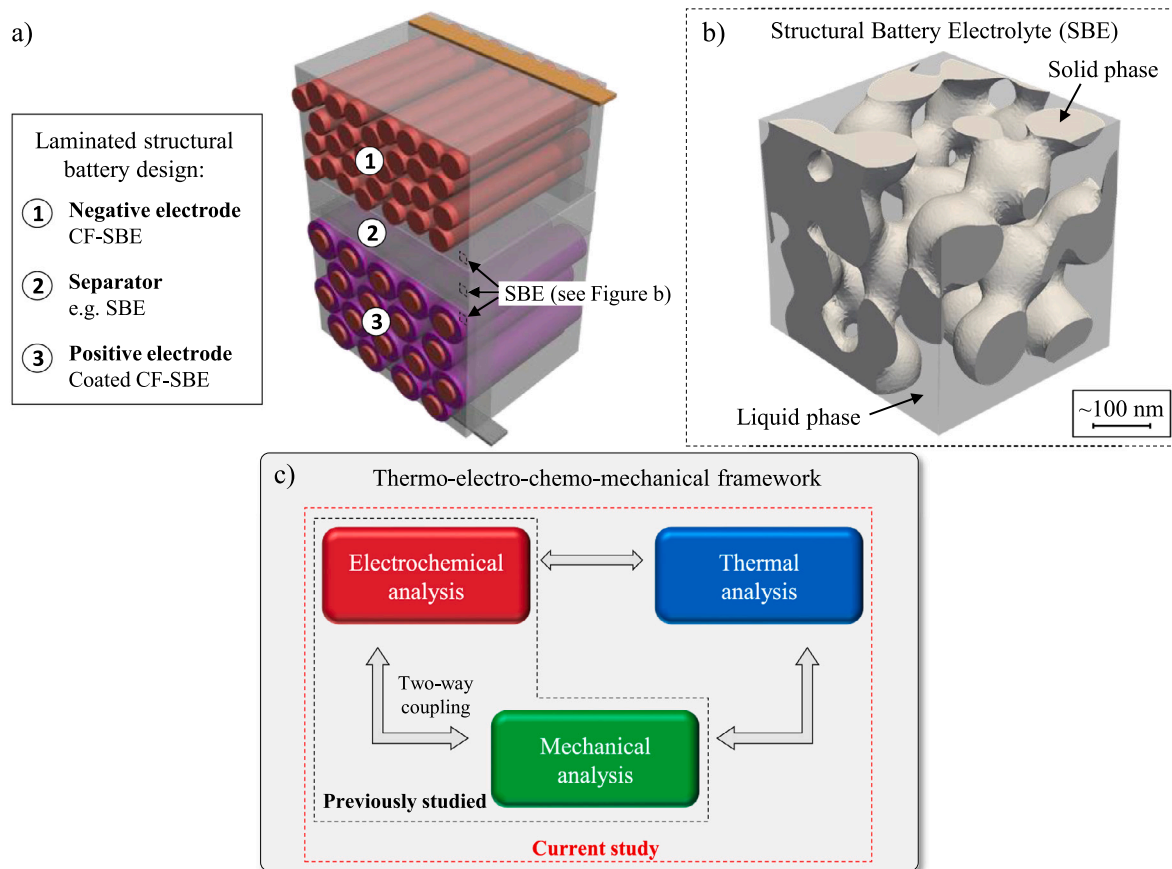 a)
Laminated structural
battery design:
1 Negative electrode
CF-SBE
2 Separator
e.g. SBE
3 Positive electrode
Coated CF-SBE
1
2
SBE (see Figure b)
3
b)
Structural Battery Electrolyte (SBE)
Solid phase
Liquid phase
~100 nm
c)
Thermo-electro-chemo-mechanical framework
Electrochemical
analysis
Thermal
analysis
Two-way
coupling
Mechanical
analysis
Previously studied
Current study